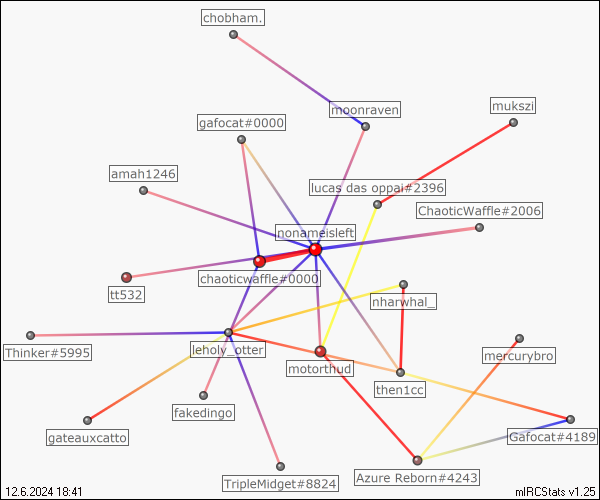 chobham.
moonraven
mukszi
gafocat#0000
amah1246
lucas das oppai#2396
ChaoticWaffle#2006
nonameisleft
chaoticwaffle#0000
tt532
nharwhal_
Thinker#5995
leholy_otter
mercurybro
motorthud
then1cc
fakedingo
gateauxcatto
Gafocat#4189
TripleMidget#8824
Azure Reborn#4243
12.6.2024 18:41
mIRCStats v1.25